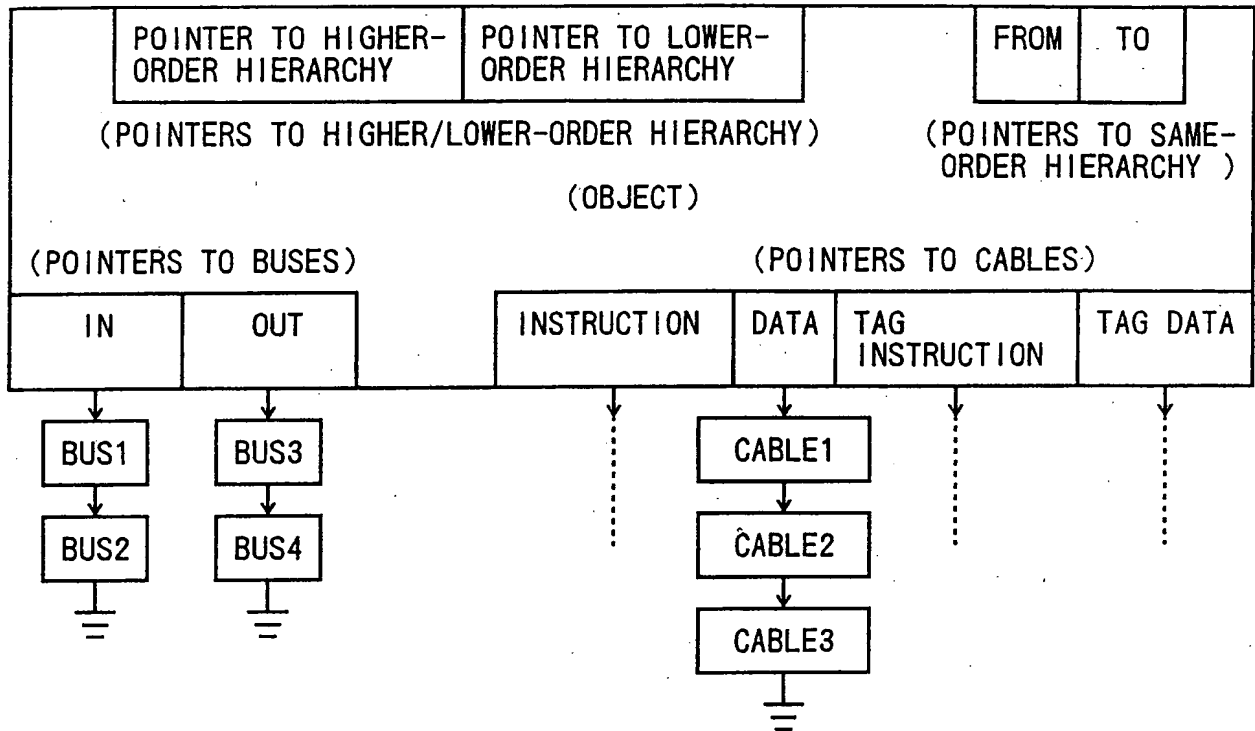 POINTER TO HIGHER-
ORDER HIERARCHY
POINTER TO LOWER-
ORDER HIERARCHY
FROM
TO
(POINTERS TO HIGHER/LOWER-ORDER HIERARCHY)
(POINTERS TO SAME-
ORDER HIERARCHY )
(OBJECT)
(POINTERS TO BUSES)
(POINTERS TO CABLES)
IN
OUT
INSTRUCTION
DATA
TAG
INSTRUCTION
TAG DATA
BUS1
BUS3
CABLE1
BUS2
BUS4
CABLE2
CABLE3